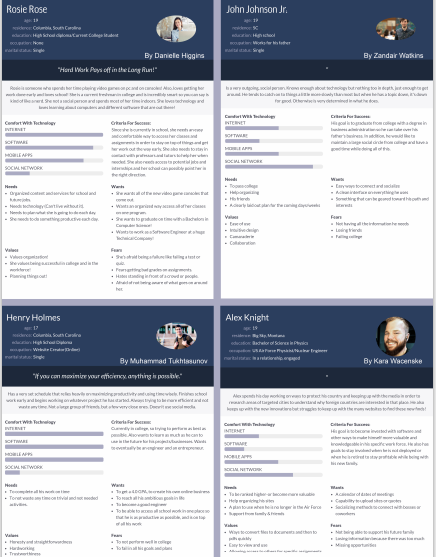 Rosie Rose
age: 19
residence: Columbia, South Carolina
education: High School diploma/Current College Student
occupation: None
marital status: Single
By Danielle Higgins
"Hard Work Pays off in the Long Run!"
Rosie is someone who spends her time playing video games on pc and on console. Also, loves getting her
work done early and loves school! She is a current freshman in college and is incredibly smart so you can say is
kind of like a nerd. She is not a social person and spends most of her time indoors. She loves technology and
love learning about computers and different software that are out there!
Comfort With Technology
INTERNET
SOFTWARE
MOBILE APPS
SOCIAL NETWORK
Criteria For Success:
Since she is currently in school, she needs an ease
and comfortable way to access her classes and
assignments in order to stay on top of things and get
her work out the way early. She also needs to stay in
contact with professors and tutors to help her when
needed. She also needs access to potential jobs and
internships and her school can possibly point her in
the right direction.
Needs
Organized content and services for school and
future jobs.
Needs technology (Can't live without it).
Needs to plan what she is going to do each day
She needs to do something productive each day
Wants
She wants all of the new video game consoles that
come out.
Wants an organized way access all of her classes
on one program.
She wants to graduate on time with a Bachelors in
Computer Science!
Wants to work as a Software Engineer at a huge
Technology Company!
Values
Values organization!
She values being successful in college and in the
workforce!
Planning things out!
Fears
She's afraid of being a failure like failing a test or
quiz.
Fear getting bad grades on assignments
Hates standing in front of a crowd or people.
Afraid of not being aware of what goes on around
her.
John Johnson Jr.
age: 19
residence: SC
education: High school
occupation: Works for his father
marital status: Single
By Zandair Watkins
"
Is a very outgoing, social person. Knows enough about technology but nothing too in depth, just enough to get
around. He tends to catch on to things a little more slowly than most but when he has a topic down, it's down
for good. Otherwise is very determined in what he does.
Comfort With Technology
INTERNET
SOFTWARE
MOBILE APPS
SOCIAL NETWORK
Criteria For Success:
His goal is to graduate from college with a degree in
business administration so he can take over his
father's business. In addition, he would like to
maintain a large social circle from college and have a
good time while doing all of this.
Needs
To pass college
Help organizing
His friends
A clearly laid out plan for the coming days/weeks
Wants
Easy ways to connect and socialize
A clean interface on everything he uses
Something that can be geared toward his path and
interests
Values
Ease of use
Intuitive design
Camaraderie
Collaboration
Fears
Not having all the information he needs
Losing friends
Failing college
Henry Holmes
age: 17
residence: Columbia, South Carolina
education: High School Diploma
occupation: Website Creator (Online)
marital status: Single
By Muhammad Tukhtasunov
"If you can maximize your efficiency, anything is possible."
Has a very set schedule that relies heavily on maximizing productivity and using time wisely. Finishes school
work early and begins working on whatever project he has started. Always trying to be more efficient and not
waste any time. Not a large group of friends, but a few very close ones. Doesn't use social media.
Comfort With Technology
INTERNET
SOFTWARE
MOBILE APPS
SOCIAL NETWORK
Criteria For Success:
Currently in college, so trying to perform as best as
possible. Also wants to learn as much as he can to
use in the future for his products/businesses. Wants
to eventually be an engineer and an entrepreneur.
Needs
To complete all his work on time
To not waste any time on trivial and not needed
activities.
Wants
To get a 4.0 GPA, to create his own online business
To reach all his ambitious goals in life.
To become a good engineer
To be able to access all school work in one place so
that he is as productive as possible, and is on top
of all his work!
Values
Honesty and straightforwardness
Hard work
Trustworthiness
Fears
To not perform well in college
To fail in all his goals and plans
Alex Knight
age: 19
residence: Big Sky, Montana
education: Bachelor of Science in Physics
occupation: US Air Force Physicist/Nuclear Engineer
marital status: In a relationship, engaged
By Kara Wacenske
"
Alex spends his day working on ways to protect his country and keeping up with the media in order to
research areas of targeted cities to understand why foreign countries are interested in that place. He also
keeps up with the new innovations but struggles to keep up with the many websites to find those new feeds!
Comfort With Technology
INTERNET
SOFTWARE
MOBILE APPS
SOCIAL NETWORK
Criteria For Success:
His goal is to become invested with software and
other ways to make himself more valuable and
knowledgeable in his specific work force. He also has
goals to stay involved when he is not deployed or
when he is retired to stay profitable while being with
his new family.
Needs
To be ranked higher or become more valuable
Help organizing his sites
A plan to use when he is no longer in the Air Force
Support from family & friends
Wants
A calendar of dates of meetings
Capability to upload sites or quotes
Socializing methods to connect with lessees or
coworkers
Values
Ways to convert files to documents and then to
pdfs quickly
Easy to view and use
Fears
Not being able to support his future family
Losing information because there was too much
Missing opportunities